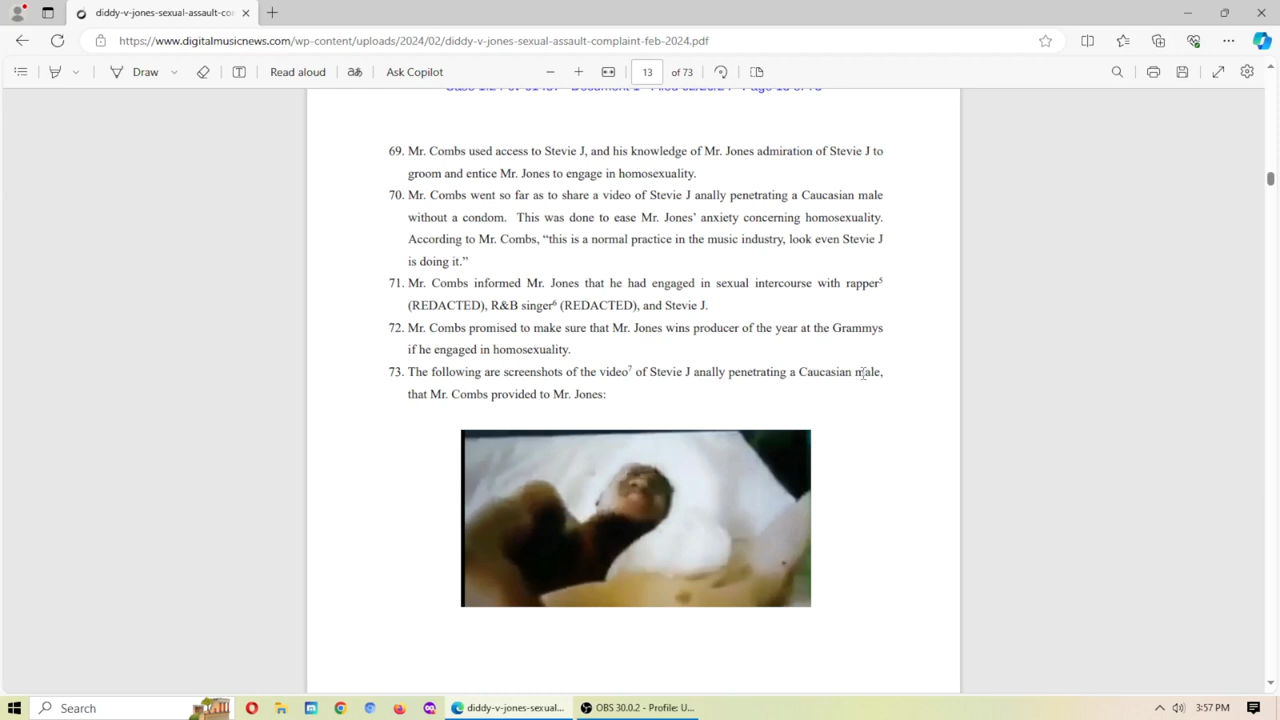 diddy-v-jones-sexual-assault-co
https://www.digitalmusicnews.com/wp-content/uploads/2024/02/diddy-v-jones-sexual-assault-complaint-feb-2024.pdf
Draw
Read aloud
Ask Copilot
13 of 73
69. Mr. Combs used access to Stevie J, and his knowledge of Mr. Jones admiration of Stevie J to
groom and entice Mr. Jones to engage in homosexuality.
70. Mr. Combs went so far as to share a video of Stevie J anally penetrating a Caucasian male
without a condom. This was done to ease Mr. Jones’ anxiety concerning homosexuality.
According to Mr. Combs, “this is a normal practice in the music industry, look even Stevie J
is doing it.”
71. Mr. Combs informed Mr. Jones that he had engaged in sexual intercourse with rapper⁵
(REDACTED), R&B singer⁶ (REDACTED), and Stevie J.
72. Mr. Combs promised to make sure that Mr. Jones wins producer of the year at the Grammys
if he engaged in homosexuality.
73. The following are screenshots of the video⁷ of Stevie J anally penetrating a Caucasian male,
that Mr. Combs provided to Mr. Jones:
Search
diddy-v-jones-sexual...
OBS 30.0.2 - Profile: U...
3:57 PM